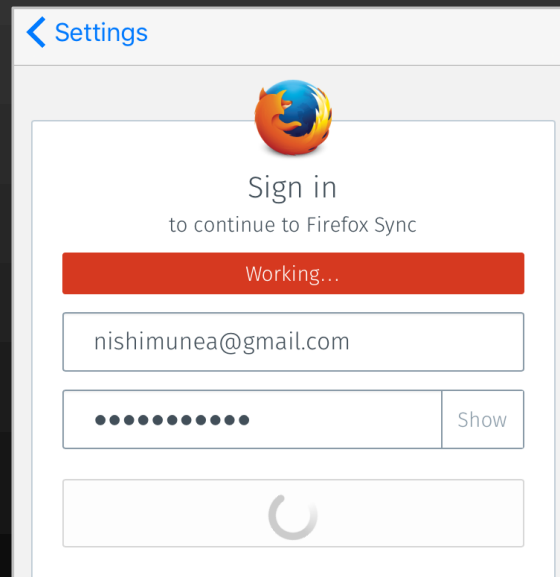 Settings
Sign in
to continue to Firefox Sync
Working...
nishimunea@gmail.com
●●●●●●●●●●● Show